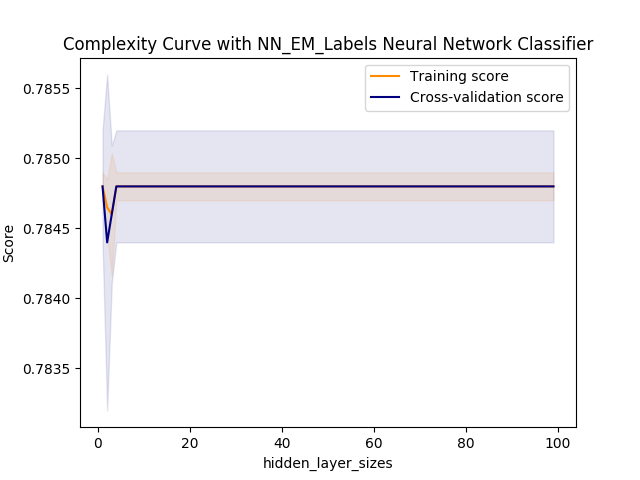 Complexity Curve with NN_EM_Labels Neural Network Classifier
Training score
Cross-validation score
0.7855
0.7850
0.7845
0.7840
0.7835
Score
0
20
40
60
80
100
hidden_layer_sizes